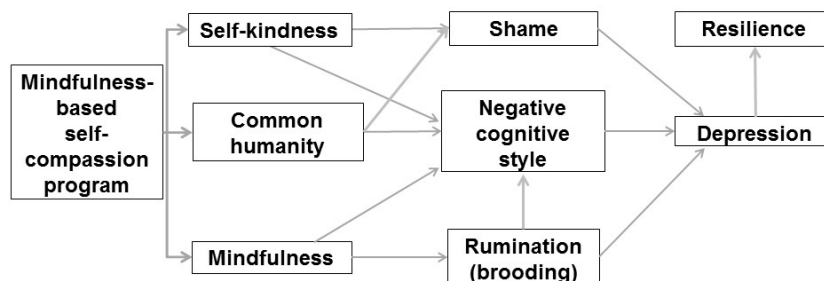 Self-kindness
Shame
Resilience
Mindfulness-
based
self-
compassion
program
Common
humanity
Negative
cognitive
style
Depression
Mindfulness
Rumination
(brooding)